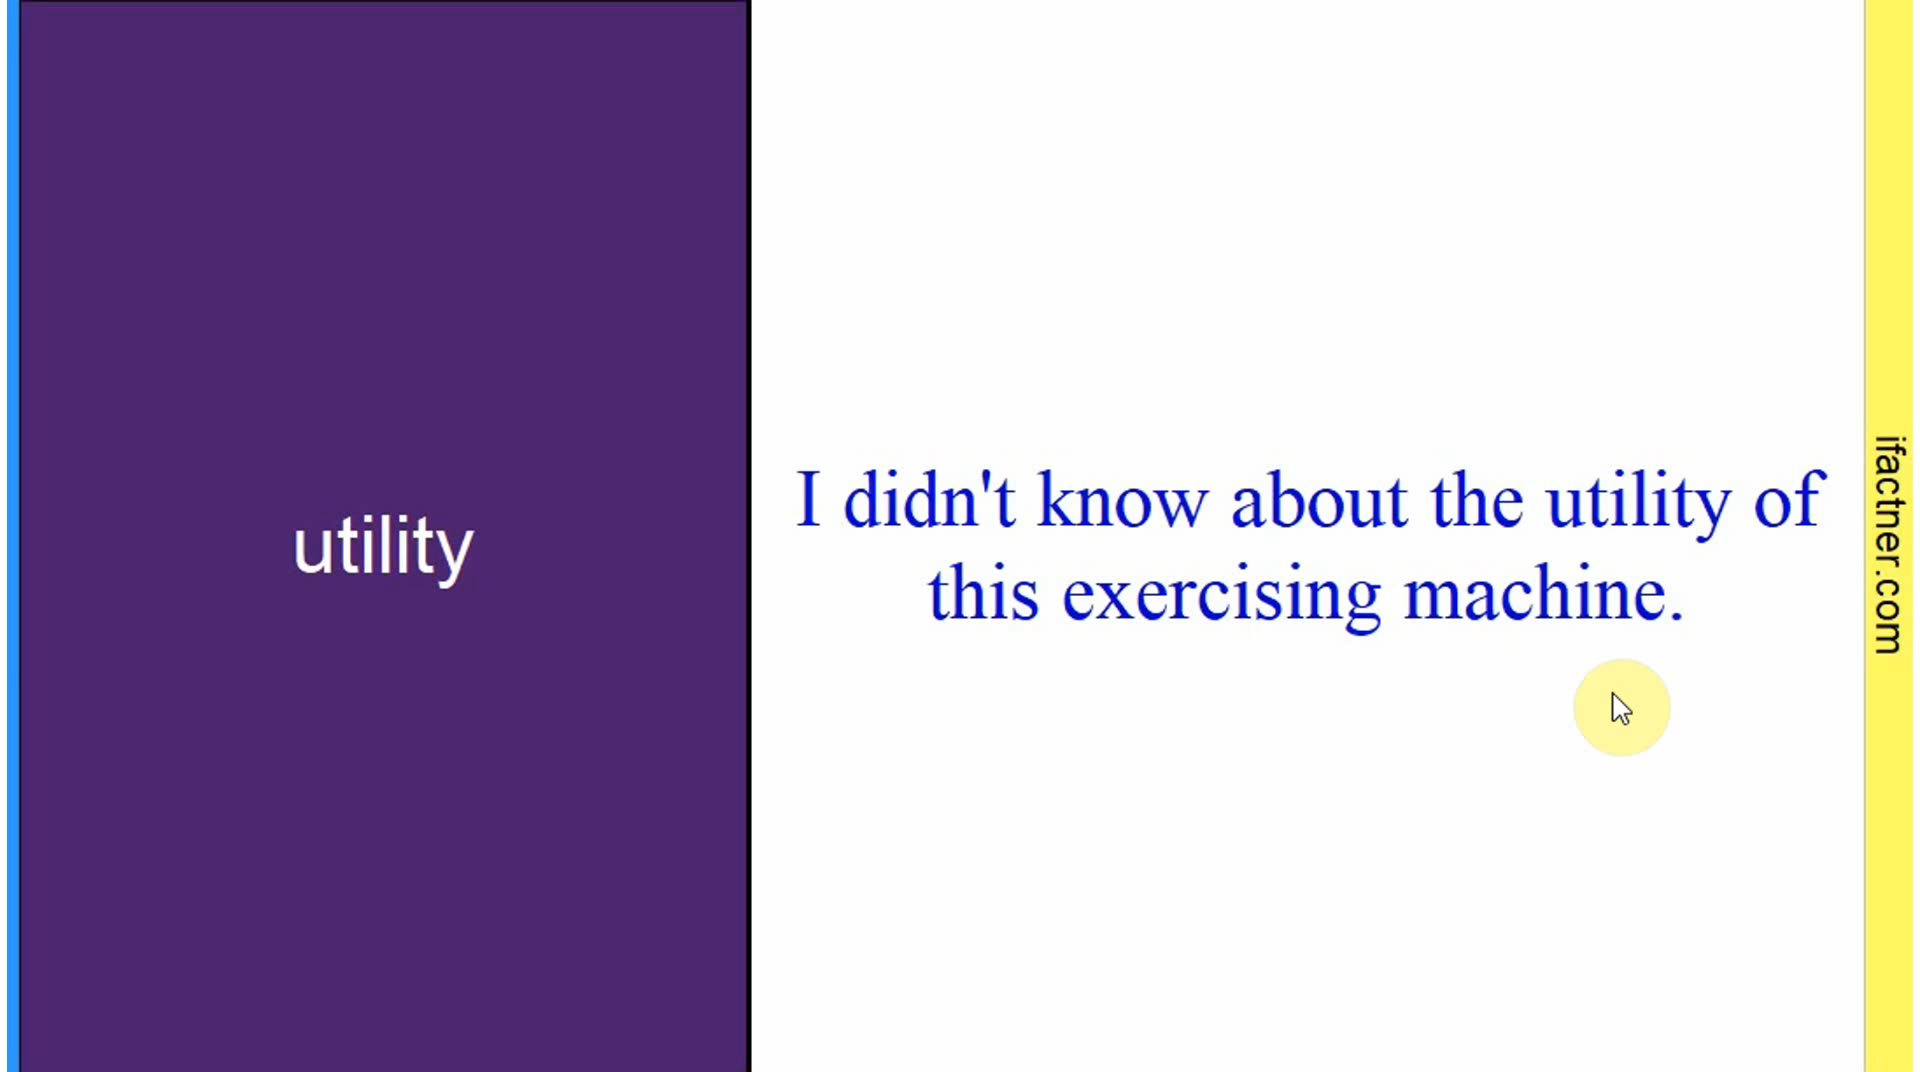 utility
I didn't know about the utility of
this exercising machine.
ifactner.com